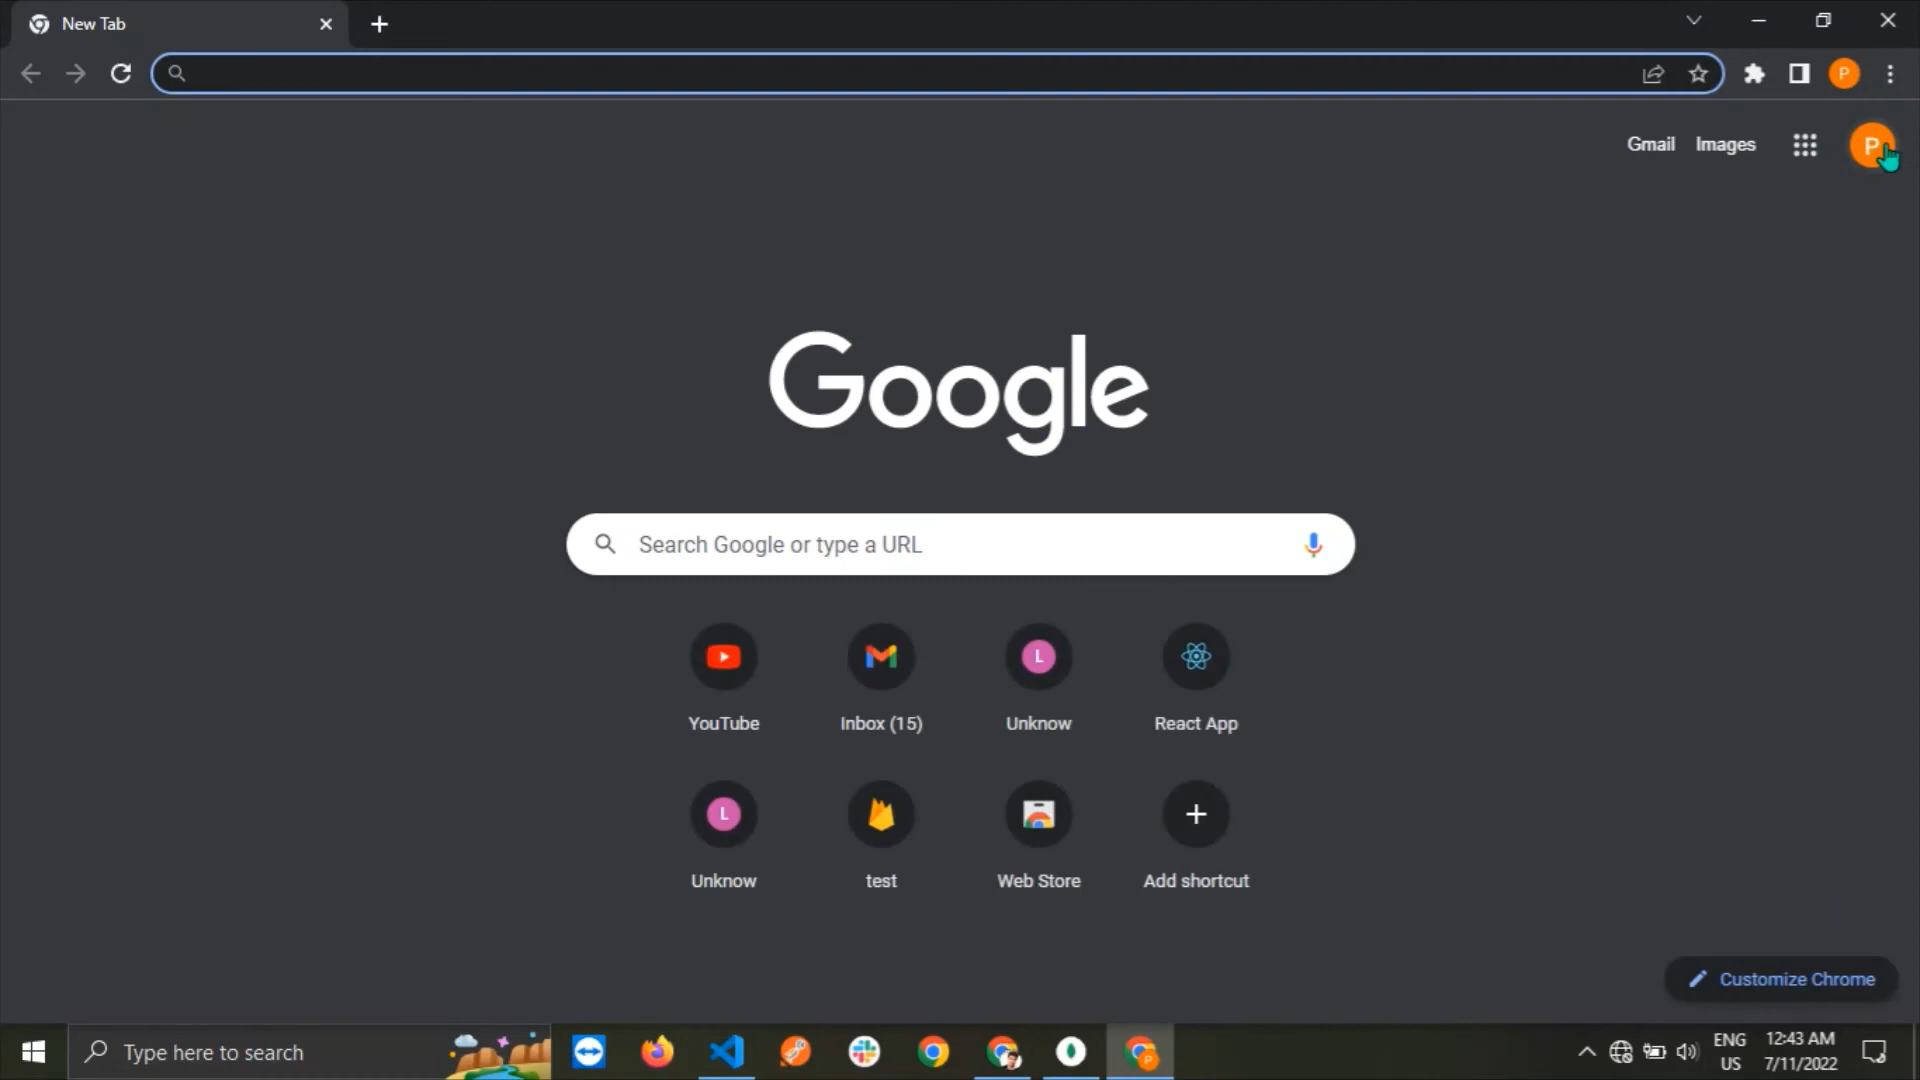 New Tab
P
Gmail Images
P
Google
Search Google or type a URL
L
YouTube Inbox (15) Unknow React App
L
Unknow test Web Store Add shortcut
Customize Chrome
Type here to search
P
ENG 12:43 AM
US 7/11/2022